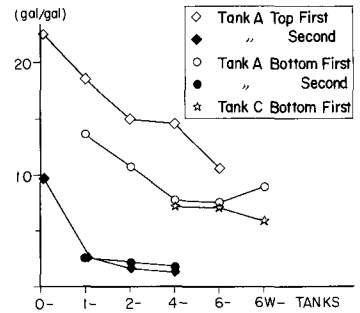 (gal/gal)
Tank A Top First
〃 Second
Tank A Bottom First
〃 Second
Tank C Bottom First
20
10
0- 1- 2- 4- 6- 6W- TANKS